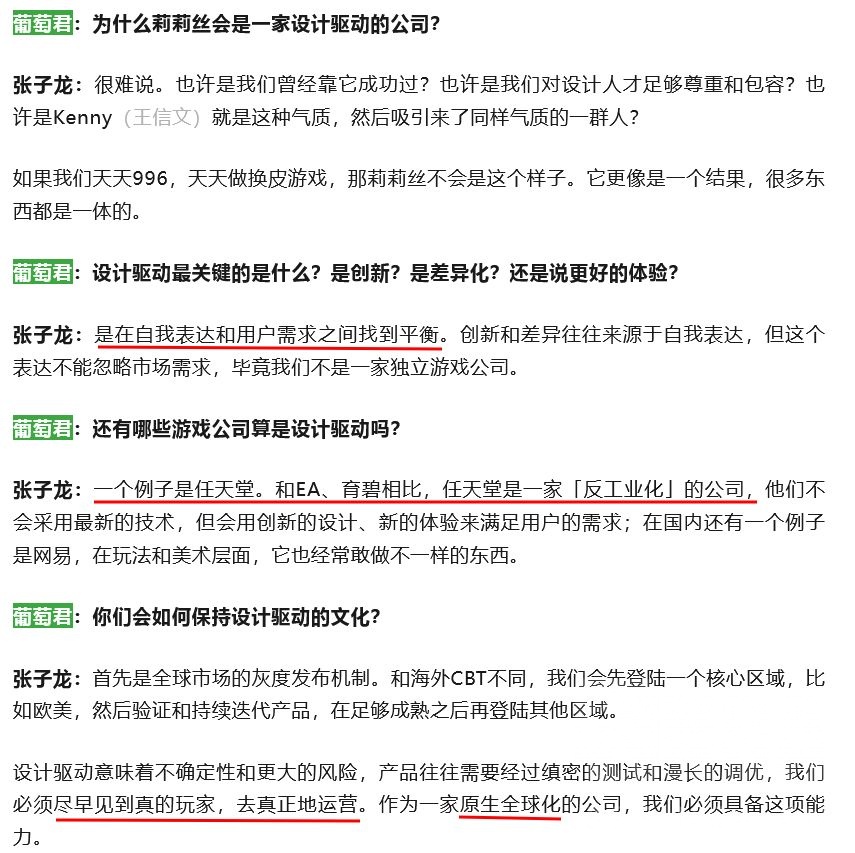 葡萄君：为什么莉莉丝会是一家设计驱动的公司？
张子龙：很难说。也许是我们曾经靠它成功过？也许是我们对设计人才足够尊重和包容？也
许是Kenny（王信文）就是这种气质，然后吸引来了同样气质的一群人？
如果我们天天996，天天做换皮游戏，那莉莉丝不会是这个样子。它更像是一个结果，很多东
西都是一体的。
葡萄君：设计驱动最关键的是什么？是创新？是差异化？还是说更好的体验？
张子龙：是在自我表达和用户需求之间找到平衡。创新和差异往往来源于自我表达，但这个
表达不能忽略市场需求，毕竟我们不是一家独立游戏公司。
葡萄君：还有哪些游戏公司算是设计驱动吗？
张子龙：一个例子是任天堂。和EA、育碧相比，任天堂是一家「反工业化」的公司，他们不
会采用最新的技术，但会用创新的设计、新的体验来满足用户的需求；在国内还有一个例子
是网易，在玩法和美术层面，它也经常敢做不一样的东西。
葡萄君：你们会如何保持设计驱动的文化？
张子龙：首先是全球市场的灰度发布机制。和海外CBT不同，我们会先登陆一个核心区域，比
如欧美，然后验证和持续迭代产品，在足够成熟之后再登陆其他区域。
设计驱动意味着不确定性和更大的风险，产品往往需要经过缜密的测试和漫长的调优，我们
必须尽早见到真的玩家，去真正地运营。作为一家原生全球化的公司，我们必须具备这项能
力。